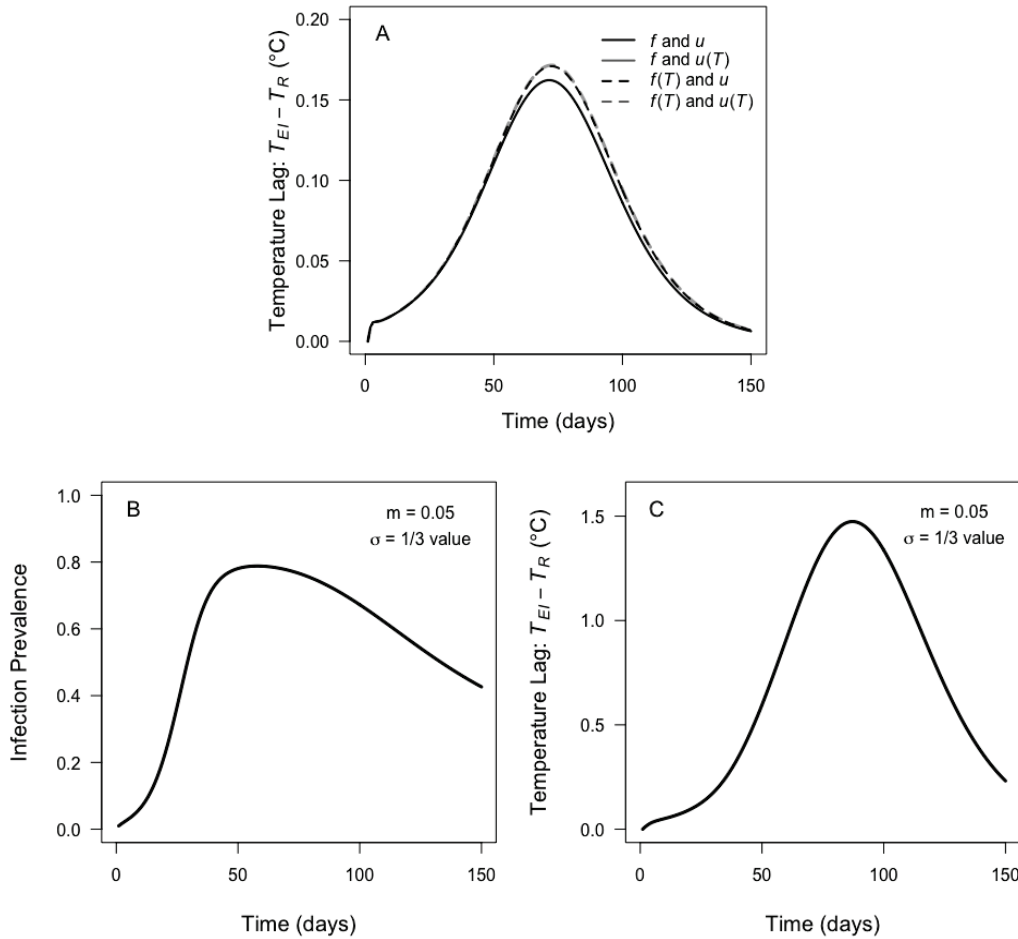 A
f and u
f and u(T)
f(T) and u
f(T) and u(T)
Temperature Lag: T_EI − T_R (°C)
0.20
0.15
0.10
0.05
0.00
0 50 100 150
Time (days)
B
m = 0.05
σ = 1/3 value
Infection Prevalence
1.0
0.8
0.6
0.4
0.2
0.0
0 50 100 150
Time (days)
C
m = 0.05
σ = 1/3 value
Temperature Lag: T_EI − T_R (°C)
1.5
1.0
0.5
0.0
0 50 100 150
Time (days)